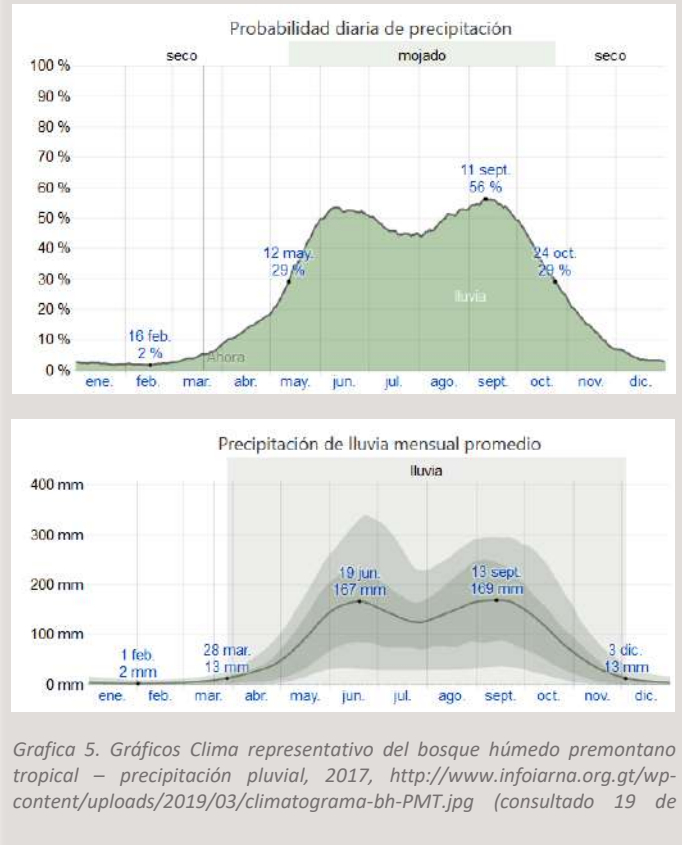 Probabilidad diaria de precipitación
seco mojado seco
100 %
90 %
80 %
70 %
60 %
50 %
40 %
30 %
20 %
10 %
0 %
11 sept.
56 %
12 may.
29 %
24 oct.
29 %
lluvia
16 feb.
2 %
Ahora
ene. feb. mar. abr. may. jun. jul. ago. sept. oct. nov. dic.
Precipitación de lluvia mensual promedio
lluvia
400 mm
300 mm
200 mm
100 mm
0 mm
19 jun.
167 mm
13 sept.
169 mm
1 feb.
2 mm
28 mar.
13 mm
3 dic.
13 mm
ene. feb. mar. abr. may. jun. jul. ago. sept. oct. nov. dic.
Grafica 5. Gráficos Clima representativo del bosque húmedo premontano
tropical – precipitación pluvial, 2017, http://www.infoiarna.org.gt/wp-
content/uploads/2019/03/climatograma-bh-PMT.jpg (consultado 19 de